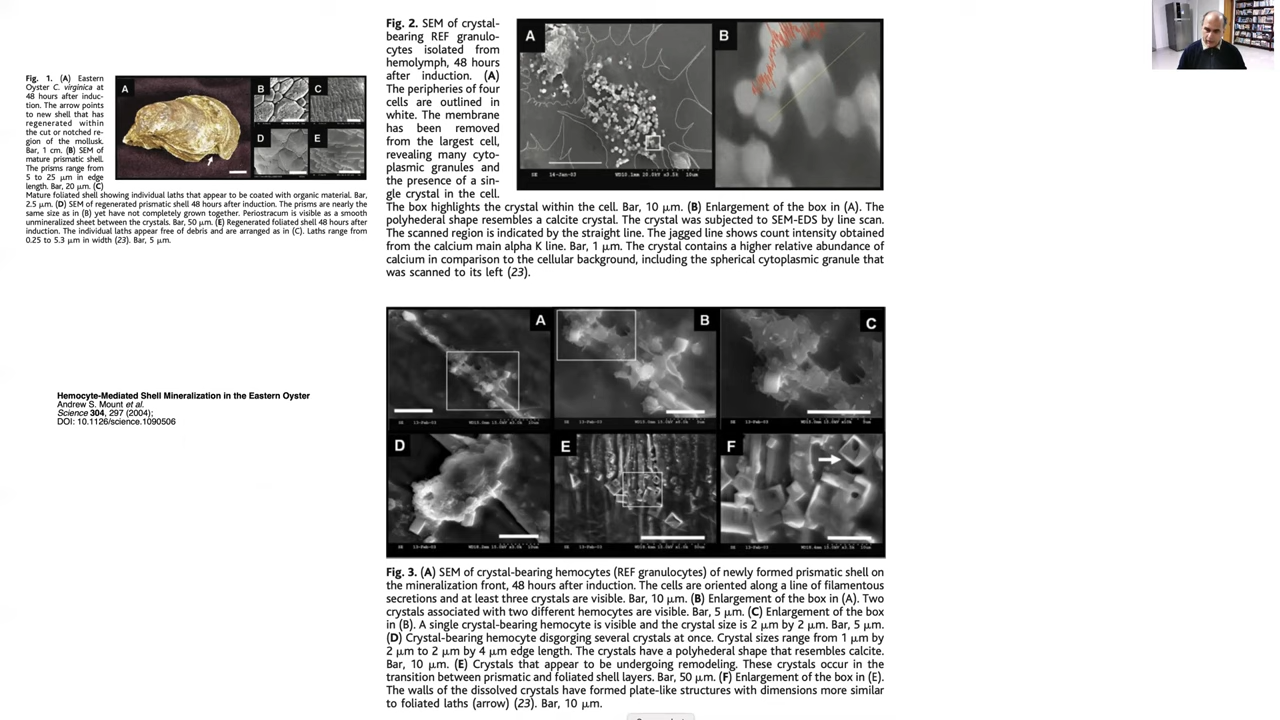 Fig. 1. (A) Eastern
Oyster C. virginica at
48 hours after induc-
tion. The arrow points
to new shell that has
regenerated within
the cut or notched re-
gion of the mollusk.
Bar, 1 cm. (B) SEM of
mature prismatic shell.
The prisms range from
5 to 25 μm in edge
length. Bar, 20 μm. (C)
Mature foliated shell showing individual laths that appear to be coated with organic material. Bar,
2.5 μm. (D) SEM of regenerated prismatic shell 48 hours after induction. The prisms are nearly the
same size as in (B) yet have not completely grown together. Periostracum is visible as a smooth
unmineralized sheet between the crystals. Bar, 50 μm. (E) Regenerated foliated shell 48 hours after
induction. The individual laths appear free of debris and are arranged as in (C). Laths range from
0.25 to 5.3 μm in width (23). Bar, 5 μm.
A
B
C
D
E
Hemocyte-Mediated Shell Mineralization in the Eastern Oyster
Andrew S. Mount et al.
Science 304, 297 (2004);
DOI: 10.1126/science.1090506
Fig. 2. SEM of crystal-
bearing REF granulo-
cytes isolated from
hemolymph, 48 hours
after induction. (A)
The peripheries of four
cells are outlined in
white. The membrane
has been removed
from the largest cell,
revealing many cyto-
plasmic granules and
the presence of a sin-
gle crystal in the cell.
The box highlights the crystal within the cell. Bar, 10 μm. (B) Enlargement of the box in (A). The
polyhedral shape resembles a calcite crystal. The crystal was subjected to SEM-EDS by line scan.
The scanned region is indicated by the straight line. The jagged line shows count intensity obtained
from the calcium main alpha K line. Bar, 1 μm. The crystal contains a higher relative abundance of
calcium in comparison to the cellular background, including the spherical cytoplasmic granule that
was scanned to its left (23).
A
B
SE 14-Jan-03
A
B
C
D
E
F
Fig. 3. (A) SEM of crystal-bearing hemocytes (REF granulocytes) of newly formed prismatic shell on
the mineralization front, 48 hours after induction. The cells are oriented along a line of filamentous
secretions and at least three crystals are visible. Bar, 10 μm. (B) Enlargement of the box in (A). Two
crystals associated with two different hemocytes are visible. Bar, 5 μm. (C) Enlargement of the box
in (B). A single crystal-bearing hemocyte is visible and the crystal size is 2 μm by 2 μm. Bar, 5 μm.
(D) Crystal-bearing hemocyte disgorging several crystals at once. Crystal sizes range from 1 μm by
2 μm to 2 μm by 4 μm edge length. The crystals have a polyhedral shape that resembles calcite.
Bar, 10 μm. (E) Crystals that appear to be undergoing remodeling. These crystals occur in the
transition between prismatic and foliated shell layers. Bar, 50 μm. (F) Enlargement of the box in (E).
The walls of the dissolved crystals have formed plate-like structures with dimensions more similar
to foliated laths (arrow) (23). Bar, 10 μm.